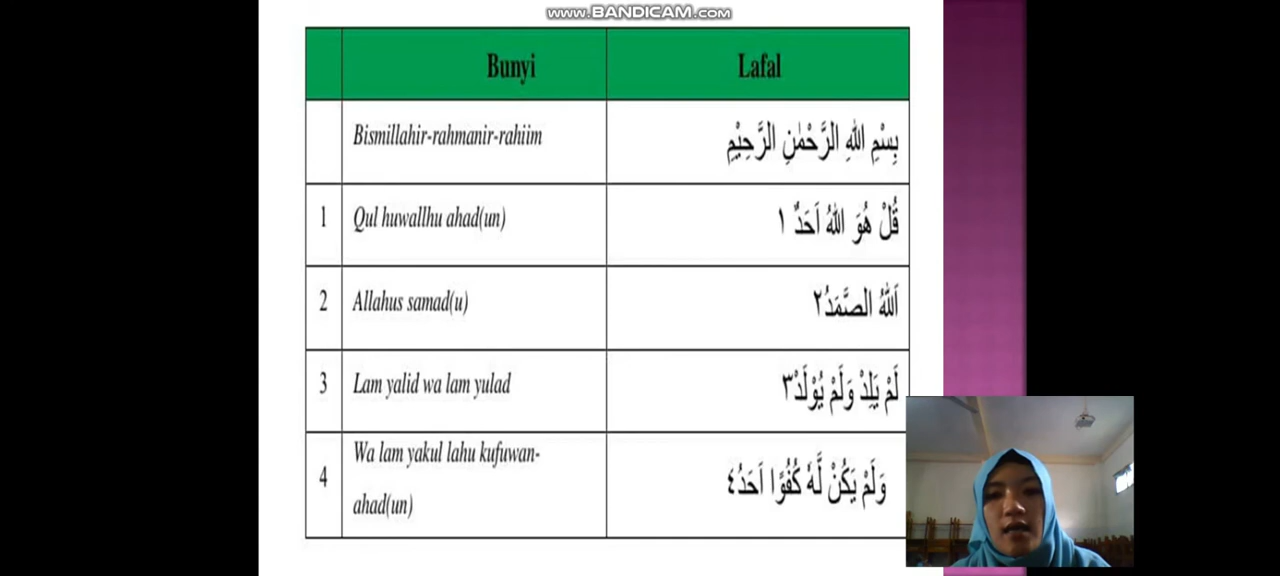 www.BANDICAM.com
Bunyi Lafal
Bismillahir-rahmanir-rahiim بِسْمِ اللّٰهِ الرَّحْمٰنِ الرَّحِيْمِ
1 Qul huwallhu ahad(un) قُلْ هُوَ اللّٰهُ اَحَدٌ ١
2 Allahus samad(u) اَللّٰهُ الصَّمَدُ٢
3 Lam yalid wa lam yulad لَمْ يَلِدْ وَلَمْ يُوْلَدْ٣
4 Wa lam yakul lahu kufuwan-
ahad(un) وَلَمْ يَكُنْ لَّهٗ كُفُوًا اَحَدُ٤